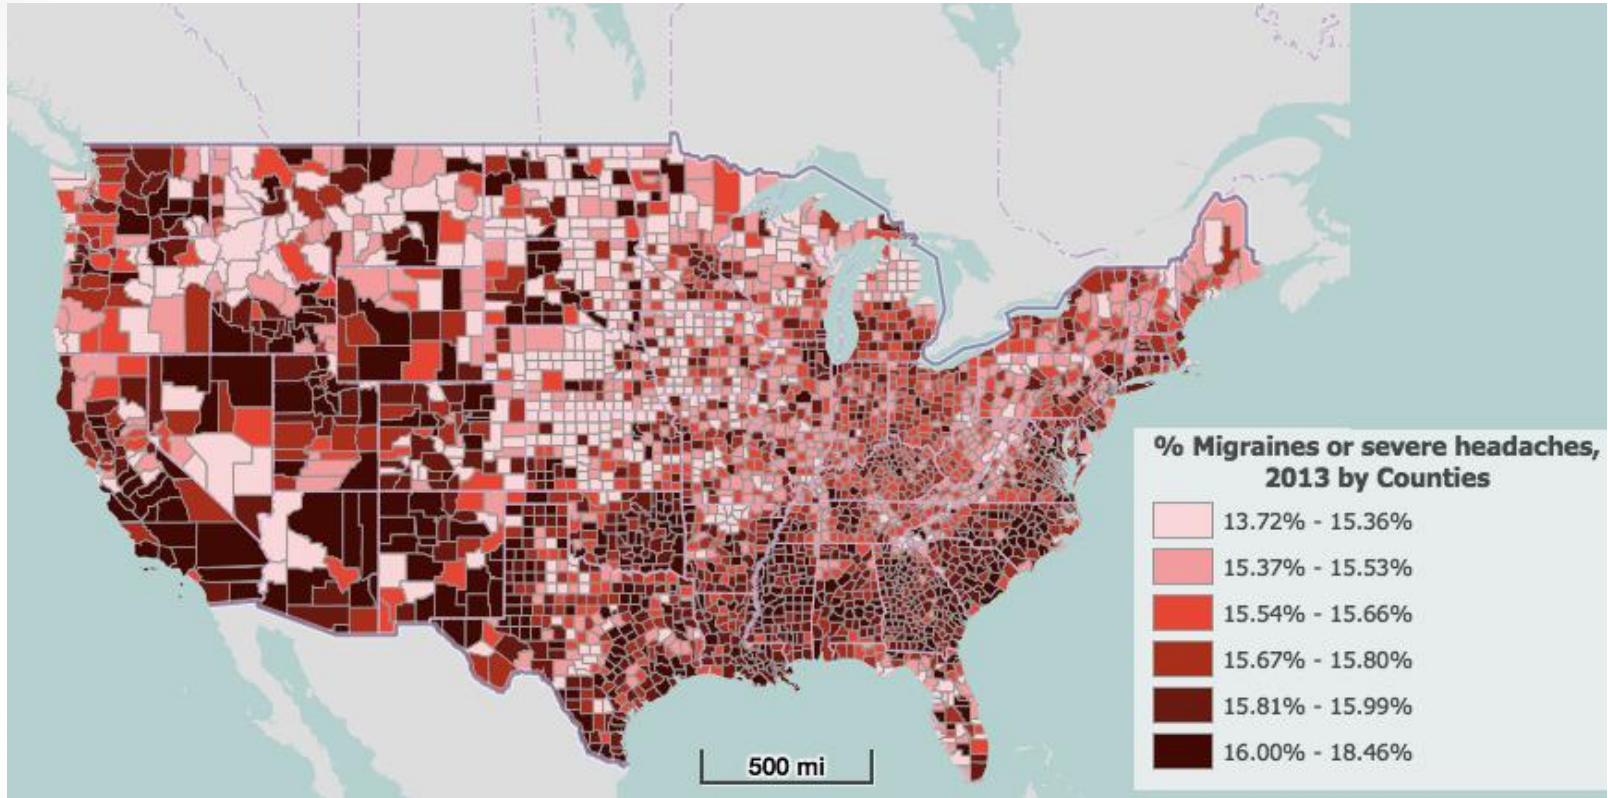 % Migraines or severe headaches,
2013 by Counties
13.72% - 15.36%
15.37% - 15.53%
15.54% - 15.66%
15.67% - 15.80%
15.81% - 15.99%
16.00% - 18.46%
500 mi